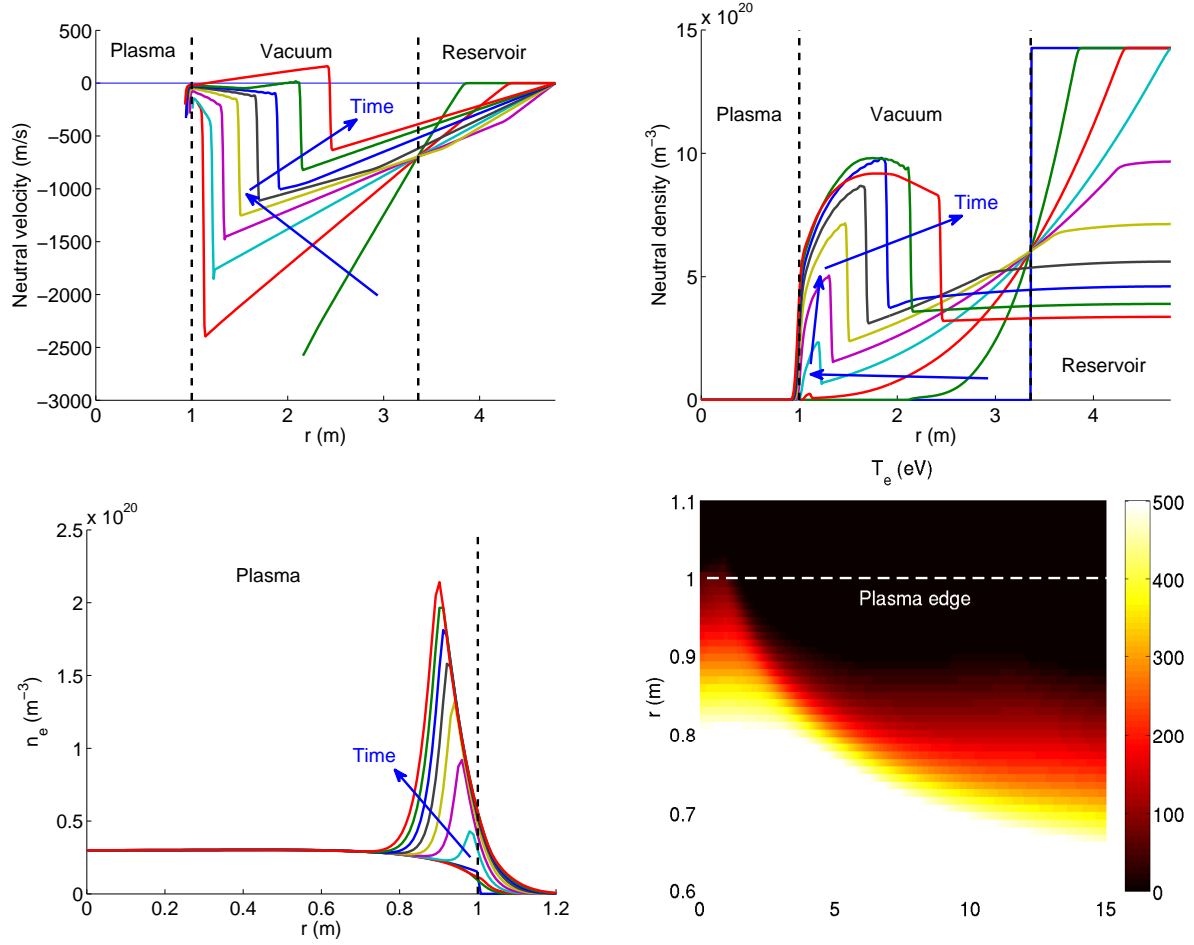 500
0
−500
−1000
−1500
−2000
−2500
−3000
Neutral velocity (m/s)
Plasma
Vacuum
Reservoir
Time
0
1
2
3
4
r (m)
x 10^20
15
10
5
0
Neutral density (m^−3)
Plasma
Vacuum
Time
Reservoir
0
1
2
3
4
r (m)
x 10^20
2.5
2
1.5
1
0.5
0
n_e (m^−3)
Plasma
Time
0
0.2
0.4
0.6
0.8
1
1.2
r (m)
T_e (eV)
1.1
1
0.9
0.8
0.7
0.6
r (m)
Plasma edge
0
5
10
15
500
400
300
200
100
0